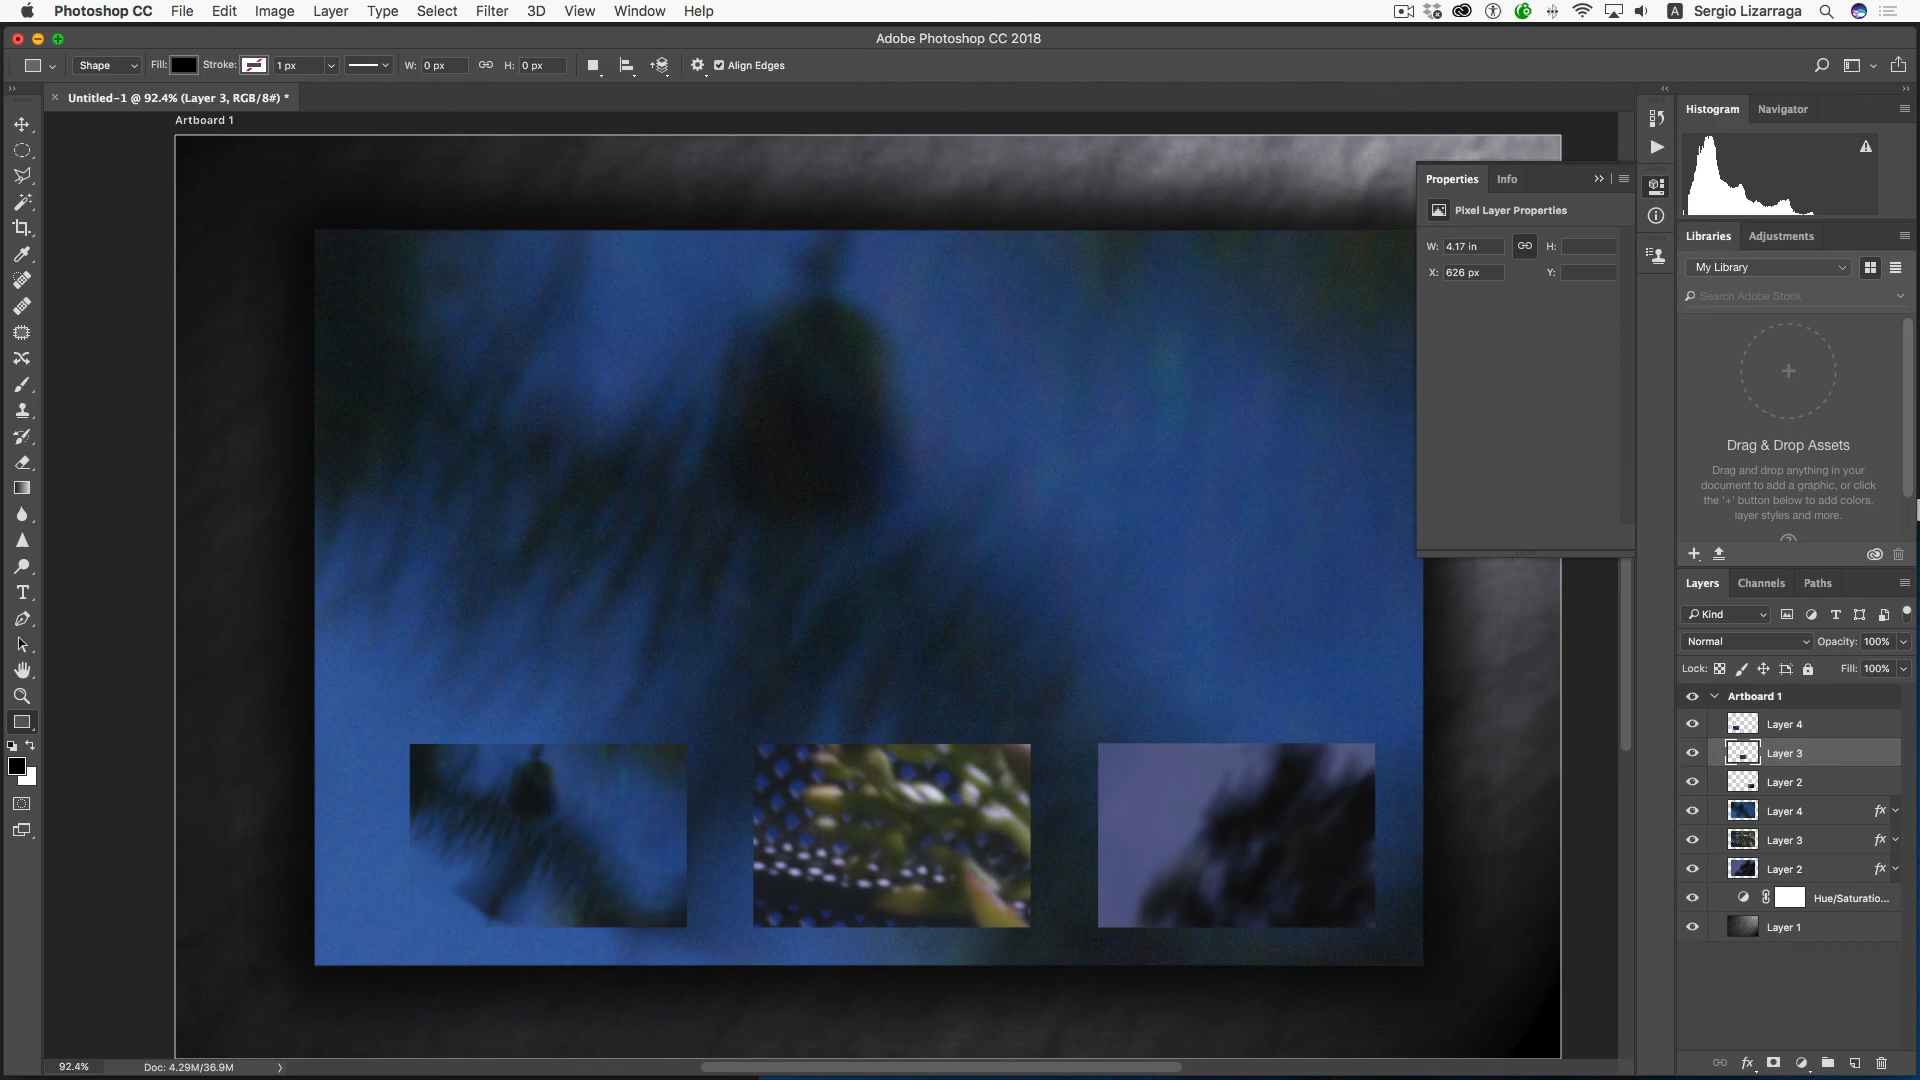 Photoshop CC File Edit Image Layer Type Select Filter 3D View Window Help A Sergio Lizarraga
Adobe Photoshop CC 2018
Shape Fill: Stroke: 1 px W: 0 px H: 0 px Align Edges
Untitled-1 @ 92.4% (Layer 3, RGB/8#) *
Artboard 1
Histogram Navigator
Properties Info
Pixel Layer Properties
W: 4.17 in H:
X: 626 px Y:
Libraries Adjustments
My Library
Search Adobe Stock
Drag & Drop Assets
Drag and drop anything in your
document to add a graphic, or click
the '+' button below to add colors,
layer styles and more.
Layers Channels Paths
Kind
Normal Opacity: 100%
Lock: Fill: 100%
Artboard 1
Layer 4
Layer 3
Layer 2
Layer 4 fx
Layer 3 fx
Layer 2 fx
Hue/Saturatio...
Layer 1
92.4% Doc: 4.29M/36.9M
fx